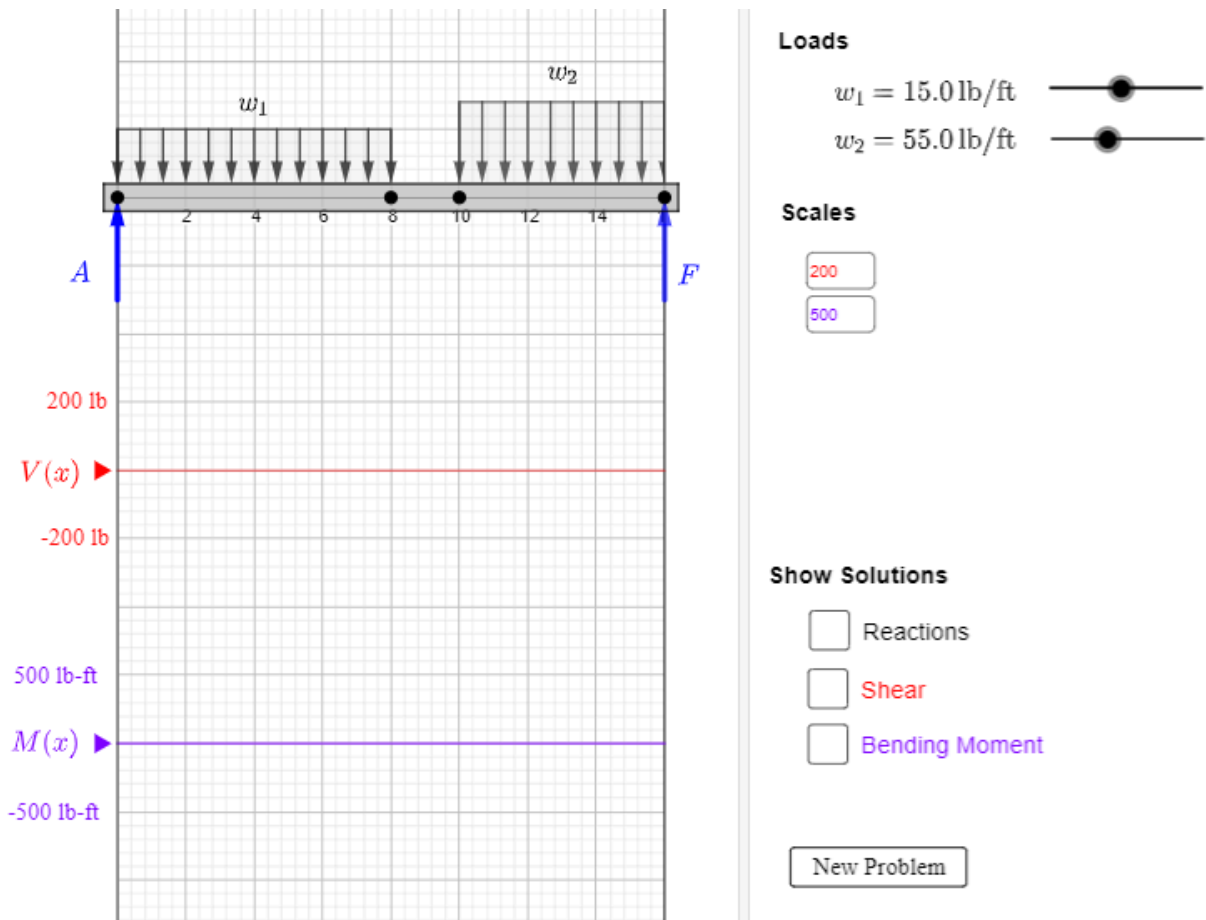 w₂
w₁
2 4 6 8 10 12 14
A
F
200 lb
V(x)
-200 lb
500 lb-ft
M(x)
-500 lb-ft
Loads
w₁ = 15.0 lb/ft
w₂ = 55.0 lb/ft
Scales
200
500
Show Solutions
Reactions
Shear
Bending Moment
New Problem